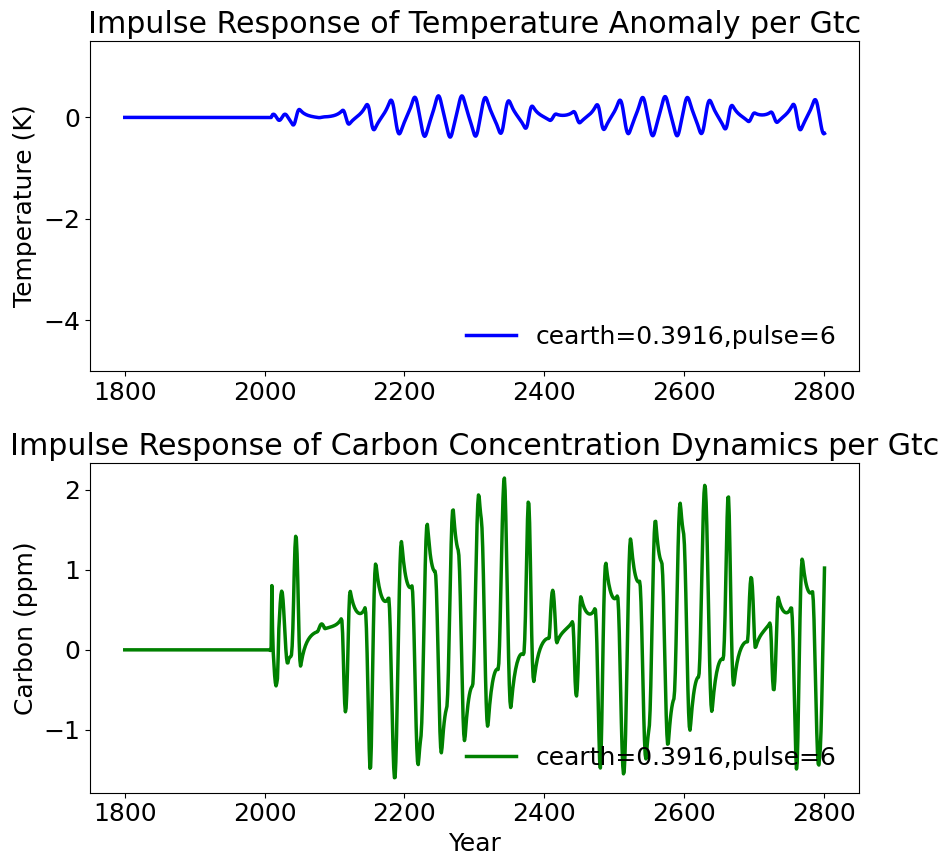 Impulse Response of Temperature Anomaly per Gtc
Temperature (K)
0
−2
−4
cearth=0.3916,pulse=6
1800 2000 2200 2400 2600 2800
Impulse Response of Carbon Concentration Dynamics per Gtc
Carbon (ppm)
2
1
0
−1
cearth=0.3916,pulse=6
1800 2000 2200 2400 2600 2800
Year